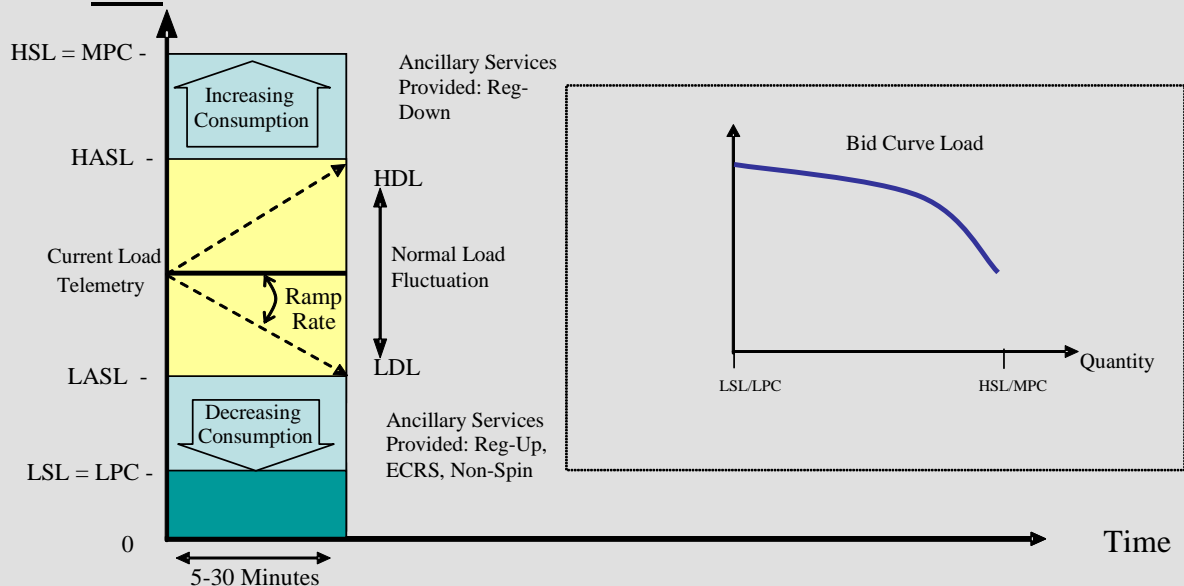 HSL = MPC -
Increasing
Consumption
Ancillary Services
Provided: Reg-
Down
HASL -
HDL
Current Load
Telemetry
Normal Load
Fluctuation
Ramp
Rate
LASL -
LDL
Decreasing
Consumption
Ancillary Services
Provided: Reg-Up,
ECRS, Non-Spin
LSL = LPC -
0
Time
5-30 Minutes
Bid Curve Load
Quantity
LSL/LPC
HSL/MPC